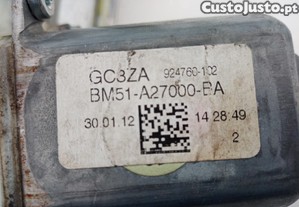 CustoJusto.pt
GC3ZA 924760-102
BM51-A27000-BA
30.01.12 14 28:49
2